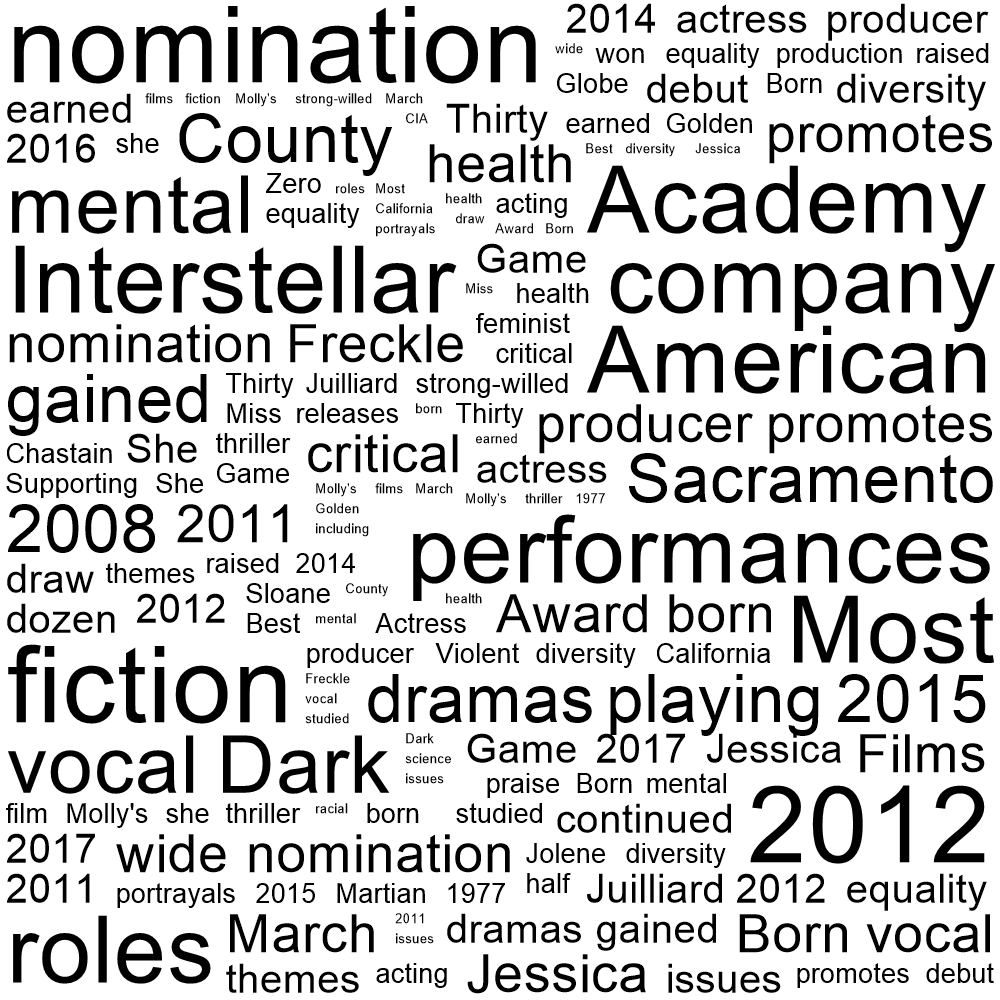 nomination 2014 actress producer
wide won equality production raised
Globe debut Born diversity
earned films fiction Molly's strong-willed March
CIA Thirty earned Golden promotes
2016 she County
health Best diversity Jessica
mental Zero roles Most health acting Academy
equality California draw
portrayals Award Born
Interstellar Game company
Miss health
nomination Freckle feminist American
critical
gained Thirty Juilliard strong-willed
Miss releases born Thirty producer promotes
Chastain She thriller critical earned
actress Sacramento
Supporting She Game
Molly's films March Molly's thriller 1977
2008 2011 Golden
including performances
draw themes raised 2014
dozen 2012 Sloane County health Award born Most
Best mental Actress
fiction producer Violent diversity California
Freckle dramas playing 2015
vocal
studied
vocal Dark Dark Game 2017 Jessica Films
science
issues praise Born mental
film Molly's she thriller racial born studied continued 2012
2017 wide nomination Jolene diversity
2011 portrayals 2015 Martian 1977 half Juilliard 2012 equality
roles March 2011 dramas gained Born vocal
issues
themes acting Jessica issues promotes debut